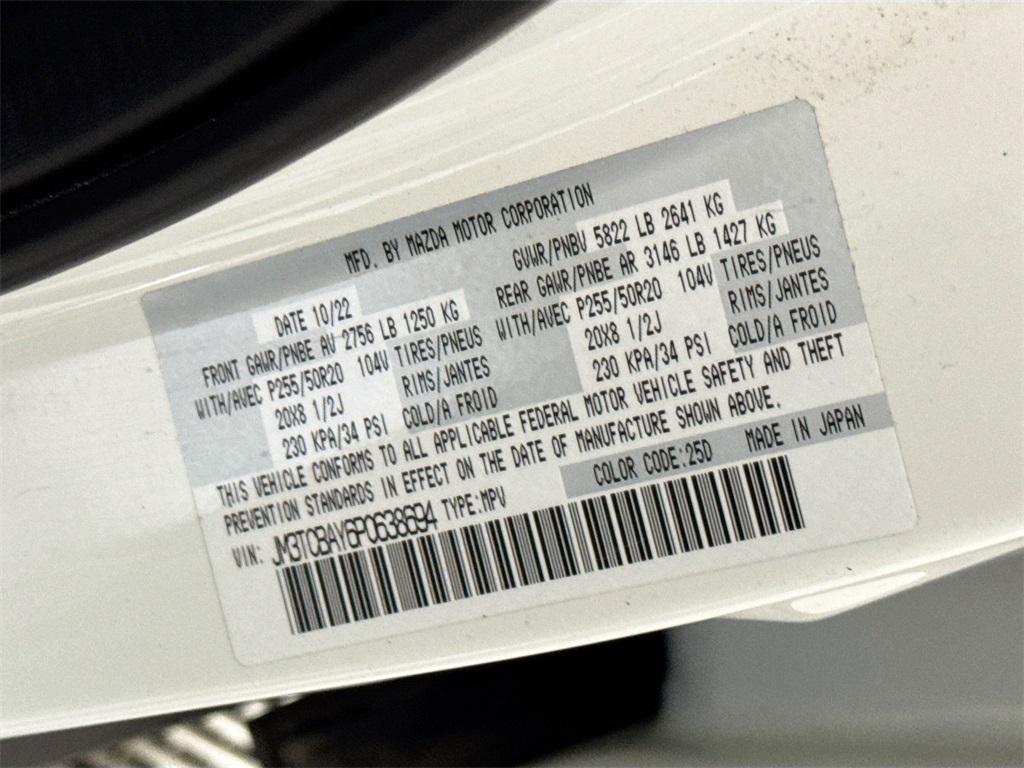 MFD. BY MAZDA MOTOR CORPORATION
DATE 10/22 GVWR/PNBV 5822 LB 2641 KG
FRONT GAWR/PNBE AV 2756 LB 1250 KG REAR GAWR/PNBE AR 3146 LB 1427 KG
WITH/AVEC P255/50R20 104V TIRES/PNEUS WITH/AVEC P255/50R20 104V TIRES/PNEUS
20X8 1/2J RIMS/JANTES 20X8 1/2J RIMS/JANTES
230 KPA/34 PSI COLD/A FROID 230 KPA/34 PSI COLD/A FROID
THIS VEHICLE CONFORMS TO ALL APPLICABLE FEDERAL MOTOR VEHICLE SAFETY AND THEFT
PREVENTION STANDARDS IN EFFECT ON THE DATE OF MANUFACTURE SHOWN ABOVE.
VIN: JM3TCBAY6P0638694 TYPE:MPV COLOR CODE:25D MADE IN JAPAN